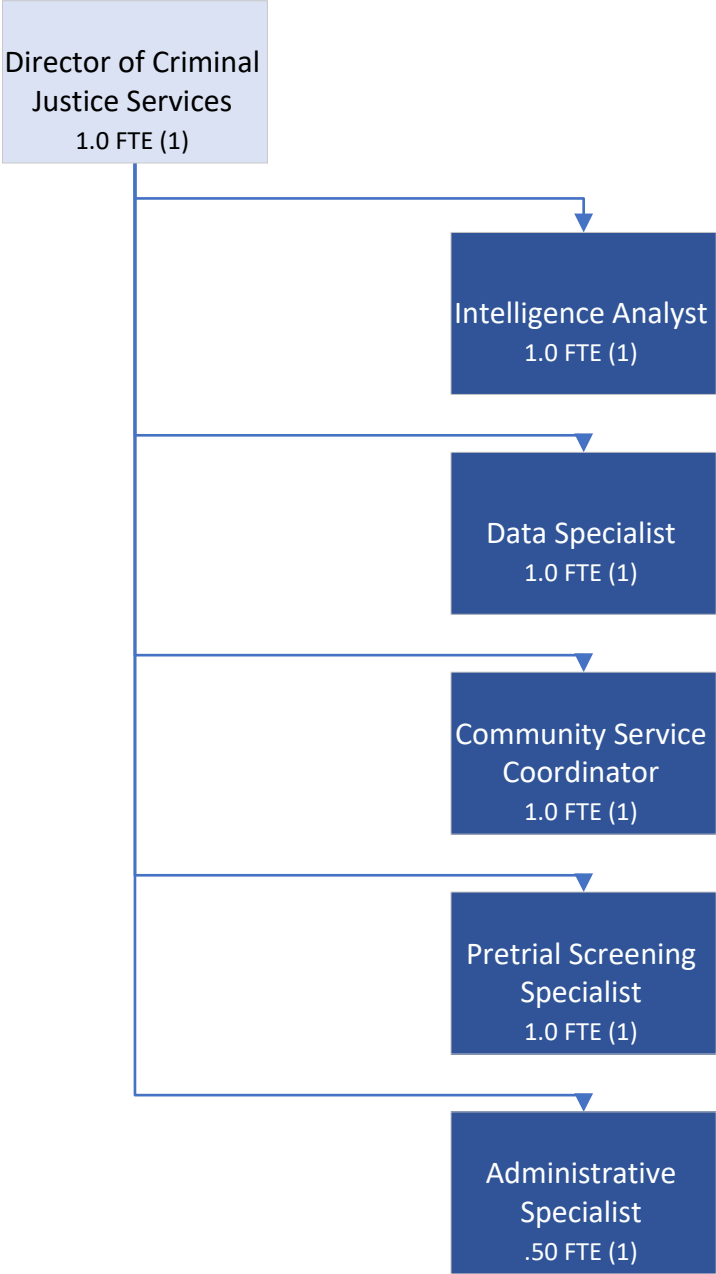 Director of Criminal
Justice Services
1.0 FTE (1)
Intelligence Analyst
1.0 FTE (1)
Data Specialist
1.0 FTE (1)
Community Service
Coordinator
1.0 FTE (1)
Pretrial Screening
Specialist
1.0 FTE (1)
Administrative
Specialist
.50 FTE (1)